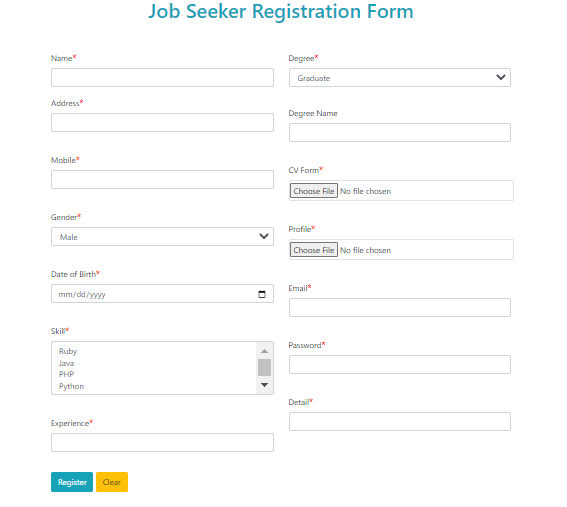 Job Seeker Registration Form
Name*
Address*
Mobile*
Gender*
Male
Date of Birth*
mm/dd/yyyy
Skill*
Ruby
Java
PHP
Python
Experience*
Register Clear
Degree*
Graduate
Degree Name
CV Form*
Choose File No file chosen
Profile*
Choose File No file chosen
Email*
Password*
Detail*